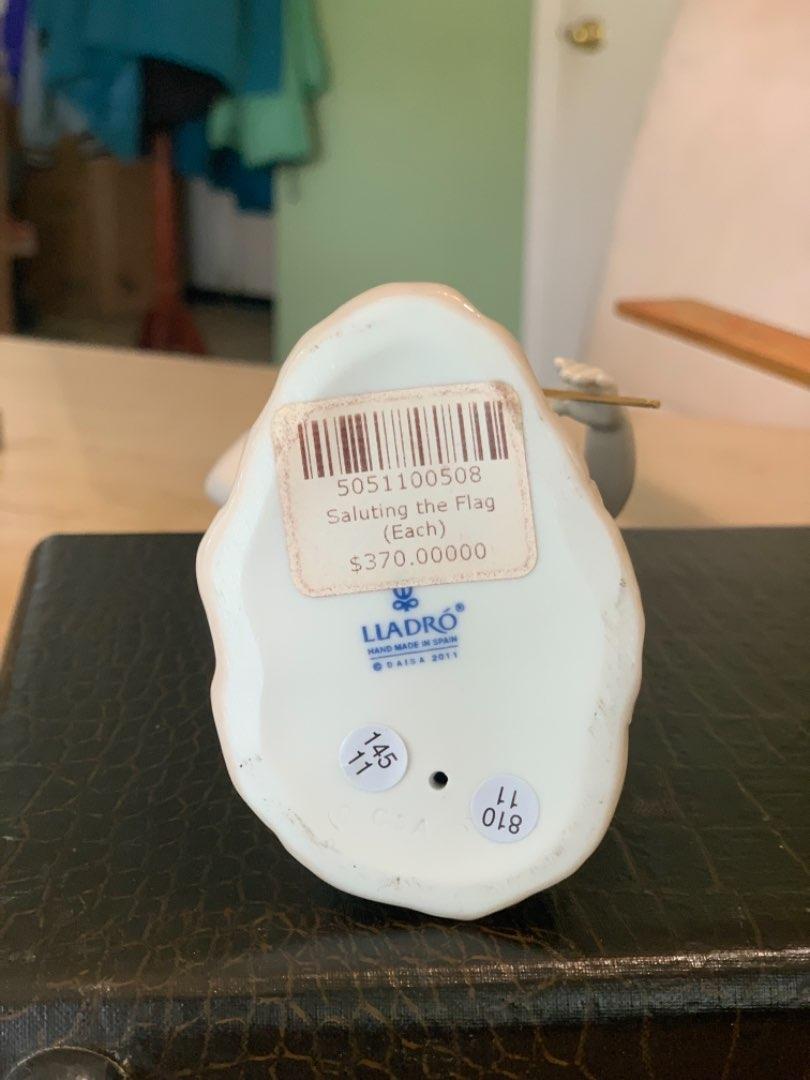 5051100508
Saluting the Flag
(Each)
$370.00000
LLADRÓ®
HAND MADE IN SPAIN
© DAISA 2011
145
11
810
11